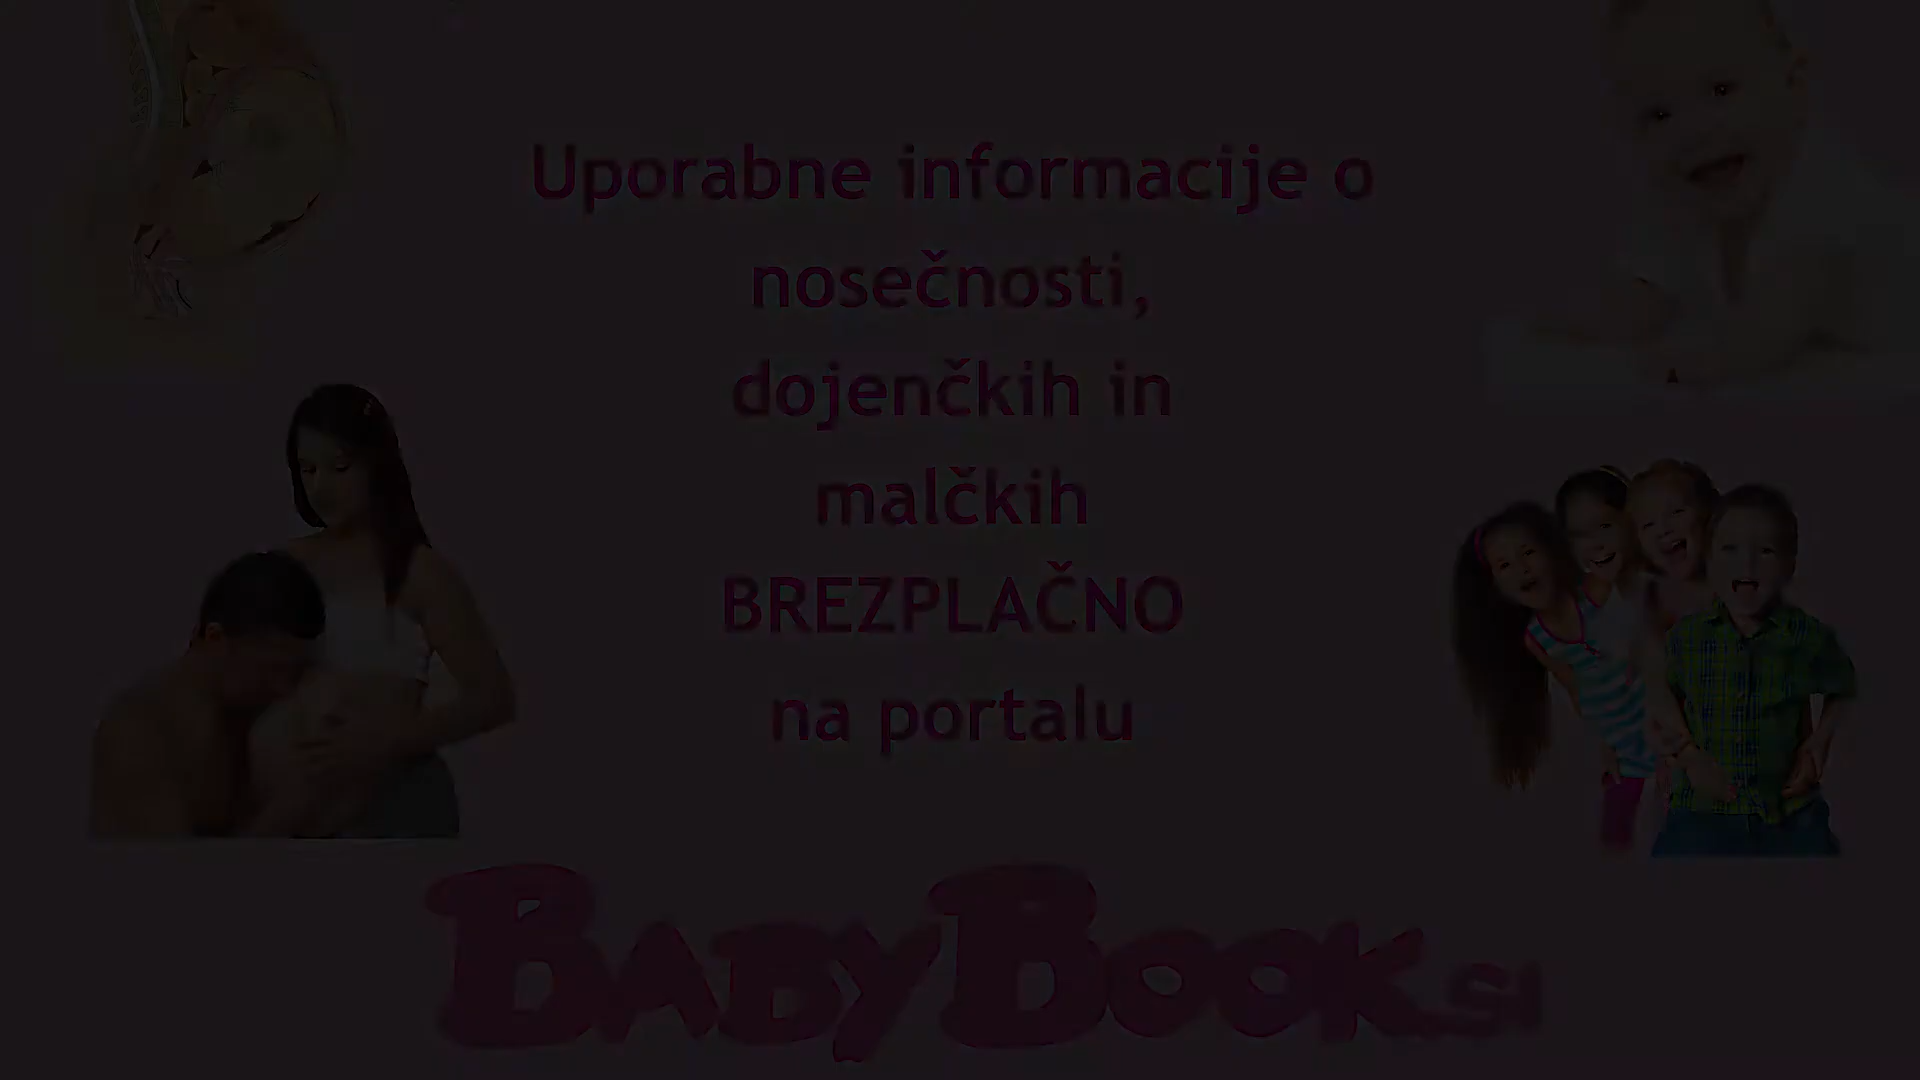 Uporabne informacije o
nosečnosti,
dojenčkih in
malčkih
BREZPLAČNO
na portalu
BABYBOOK.SI